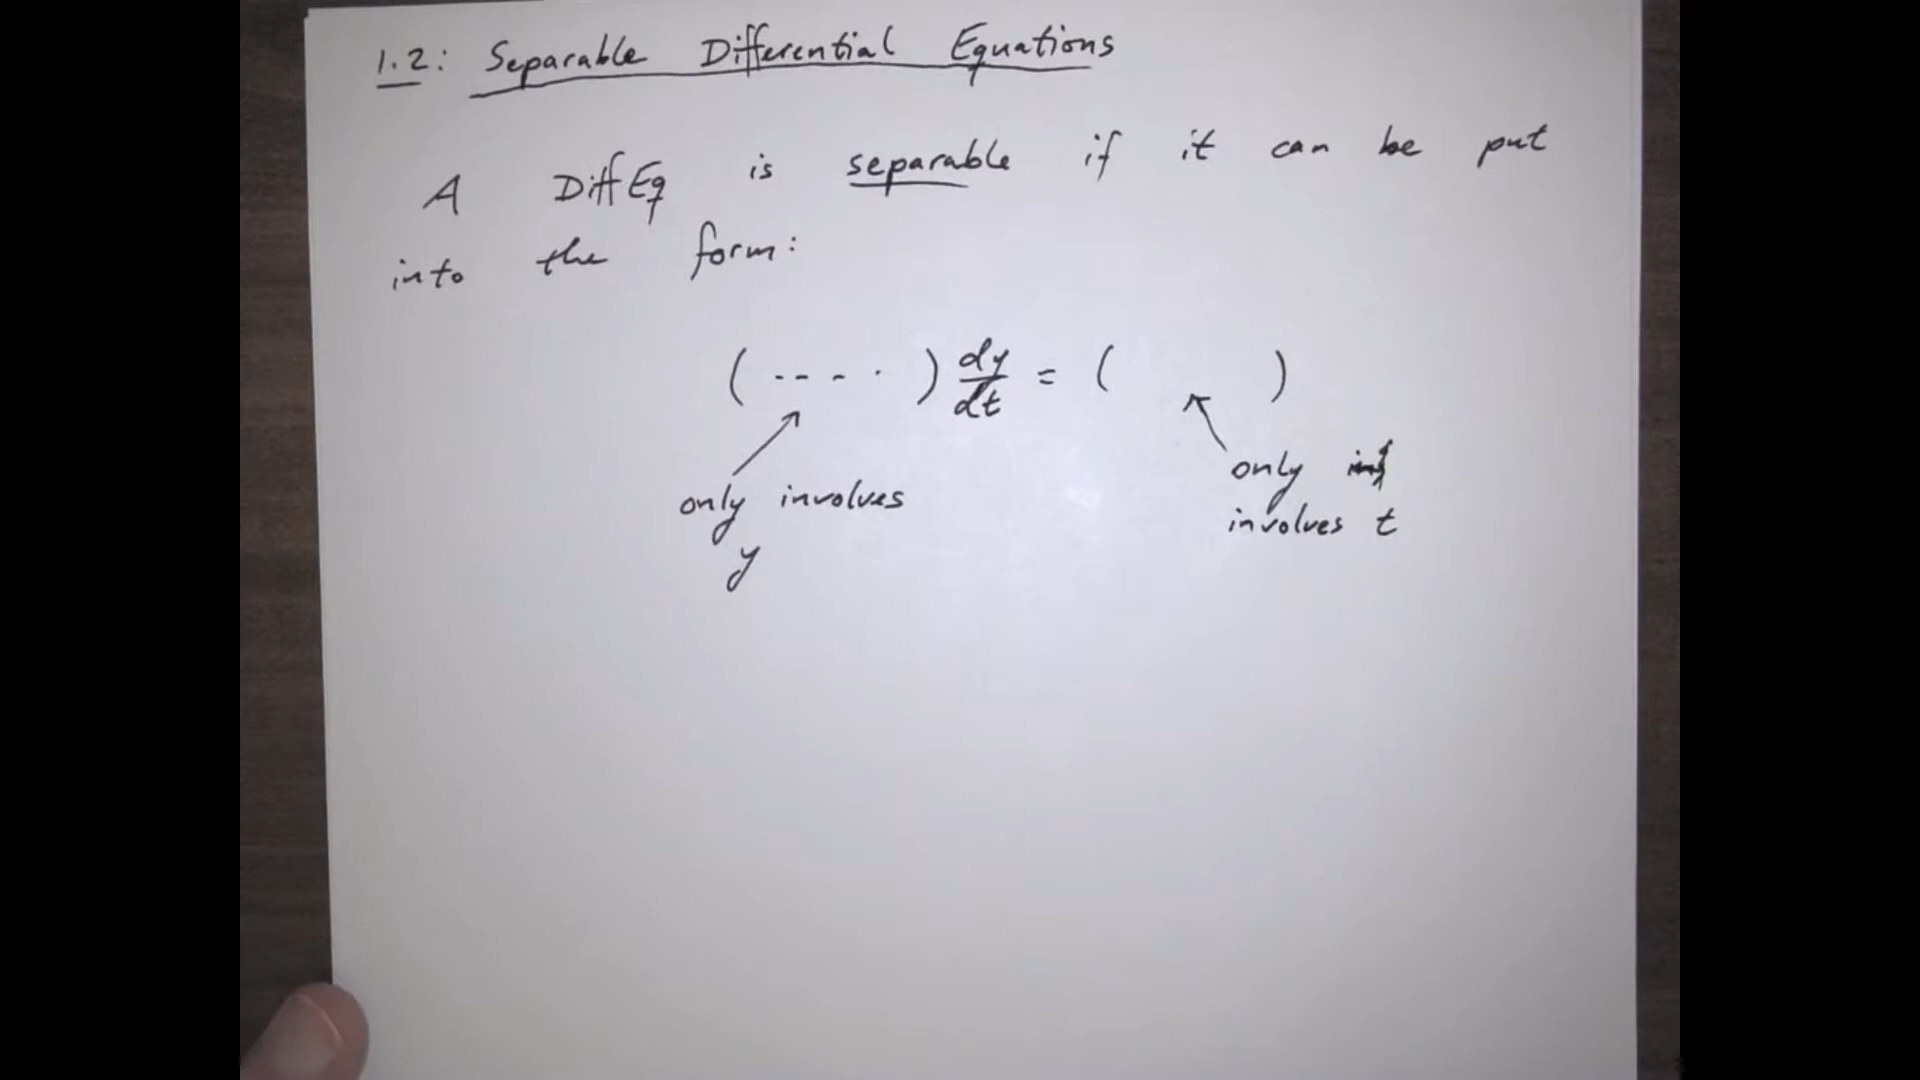 1.2: Separable Differential Equations
A DiffEq is separable if it can be put
into the form:
( ---. ) dy/dt = ( )
only involves
y
only
involves t